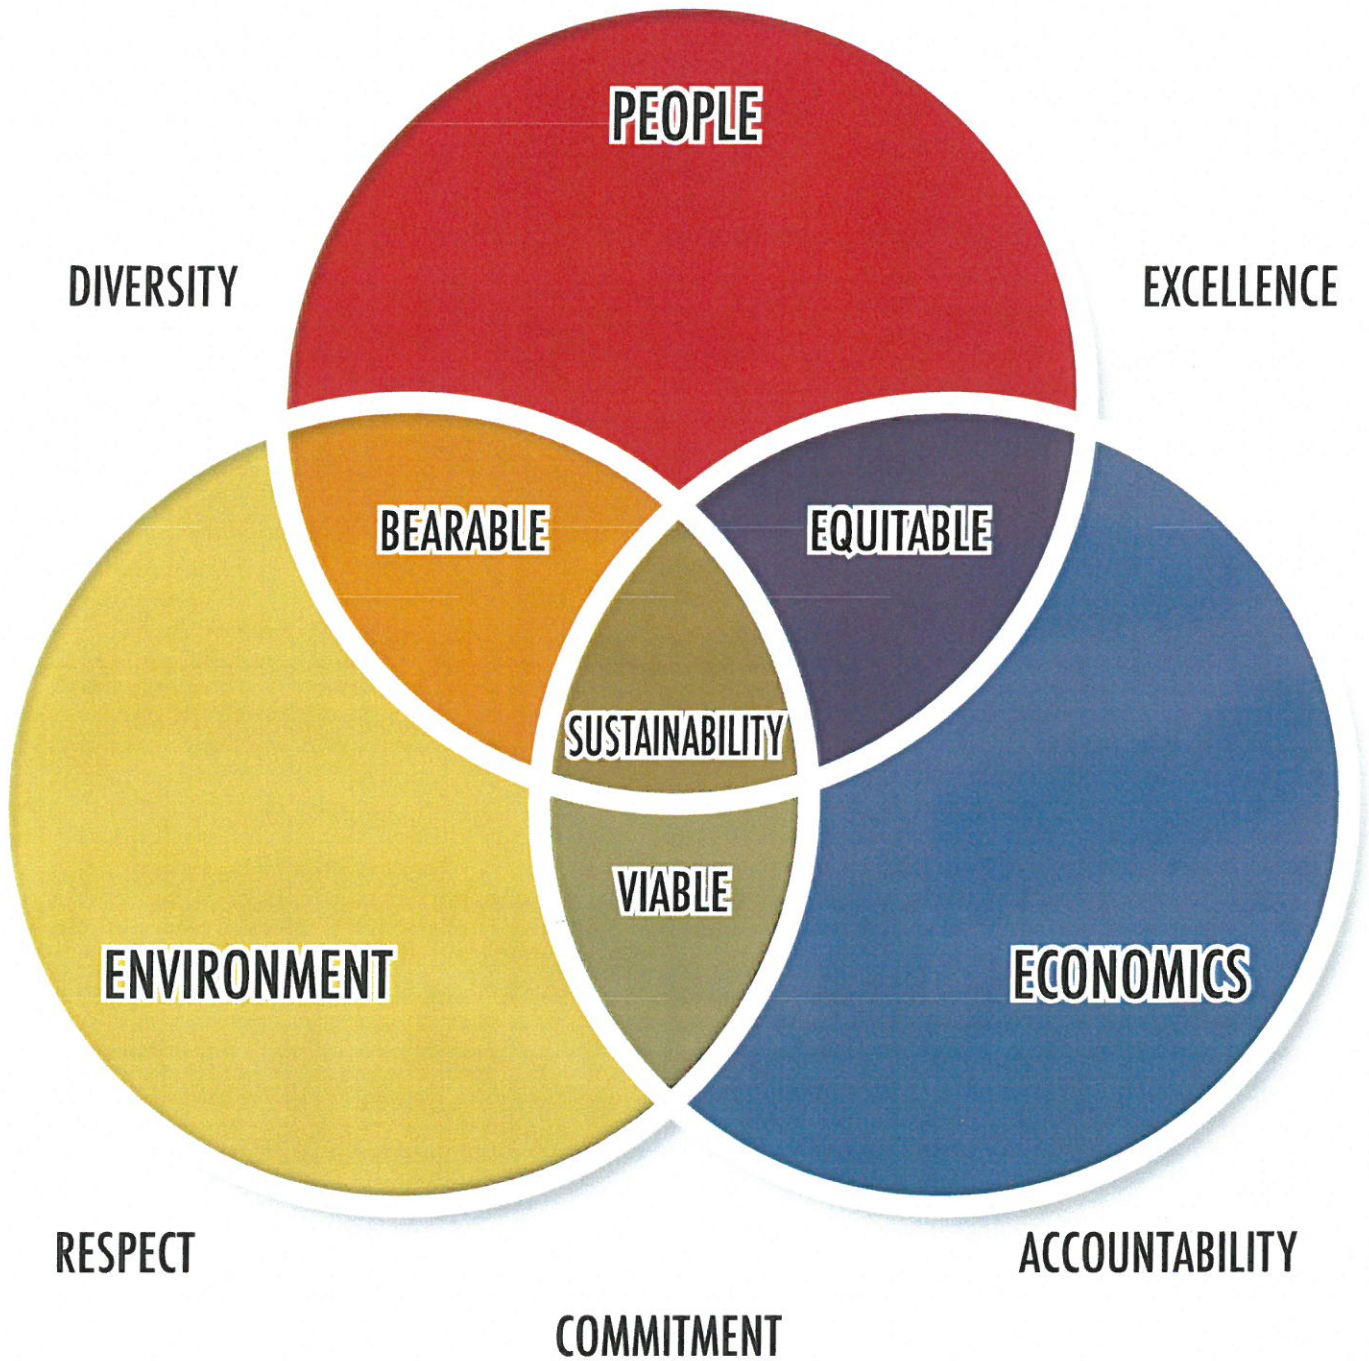 PEOPLE
DIVERSITY
EXCELLENCE
BEARABLE
EQUITABLE
SUSTAINABILITY
VIABLE
ENVIRONMENT
ECONOMICS
RESPECT
ACCOUNTABILITY
COMMITMENT